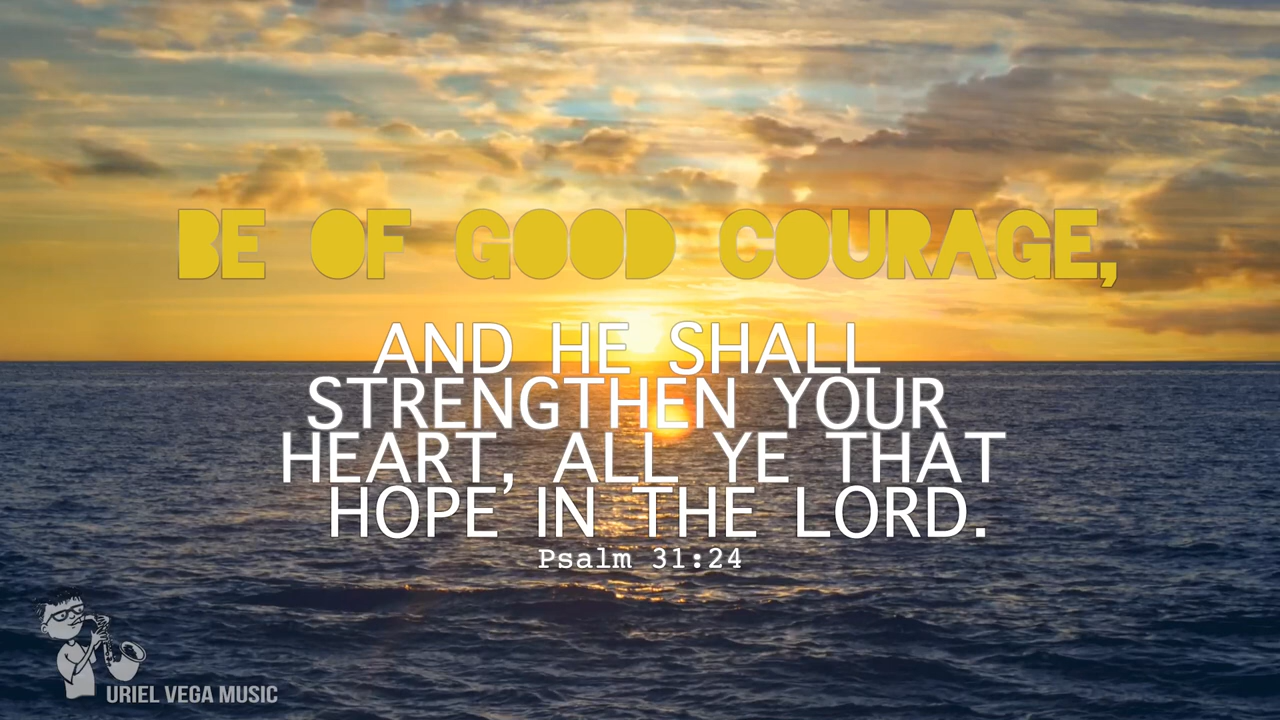 BE OF GOOD COURAGE,
AND HE SHALL
STRENGTHEN YOUR
HEART, ALL YE THAT
HOPE IN THE LORD.
Psalm 31:24
URIEL VEGA MUSIC